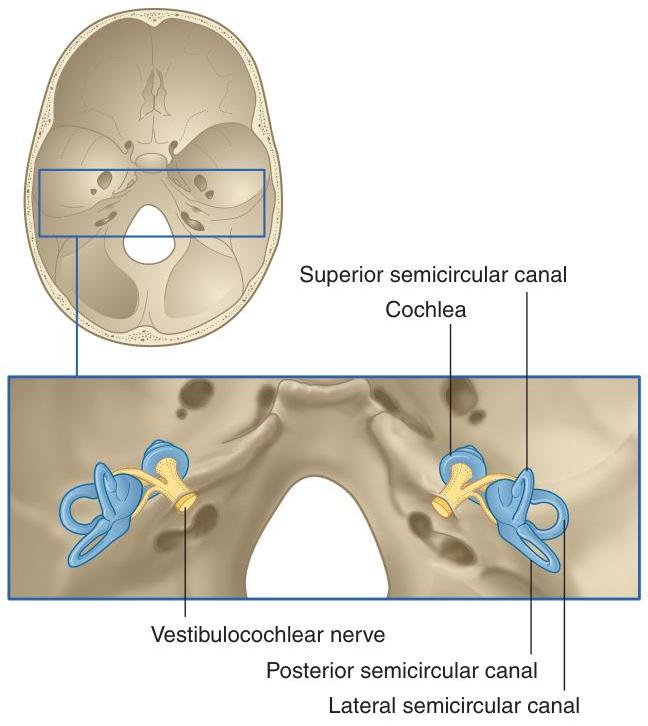 Superior semicircular canal
Cochlea
Vestibulocochlear nerve
Posterior semicircular canal
Lateral semicircular canal